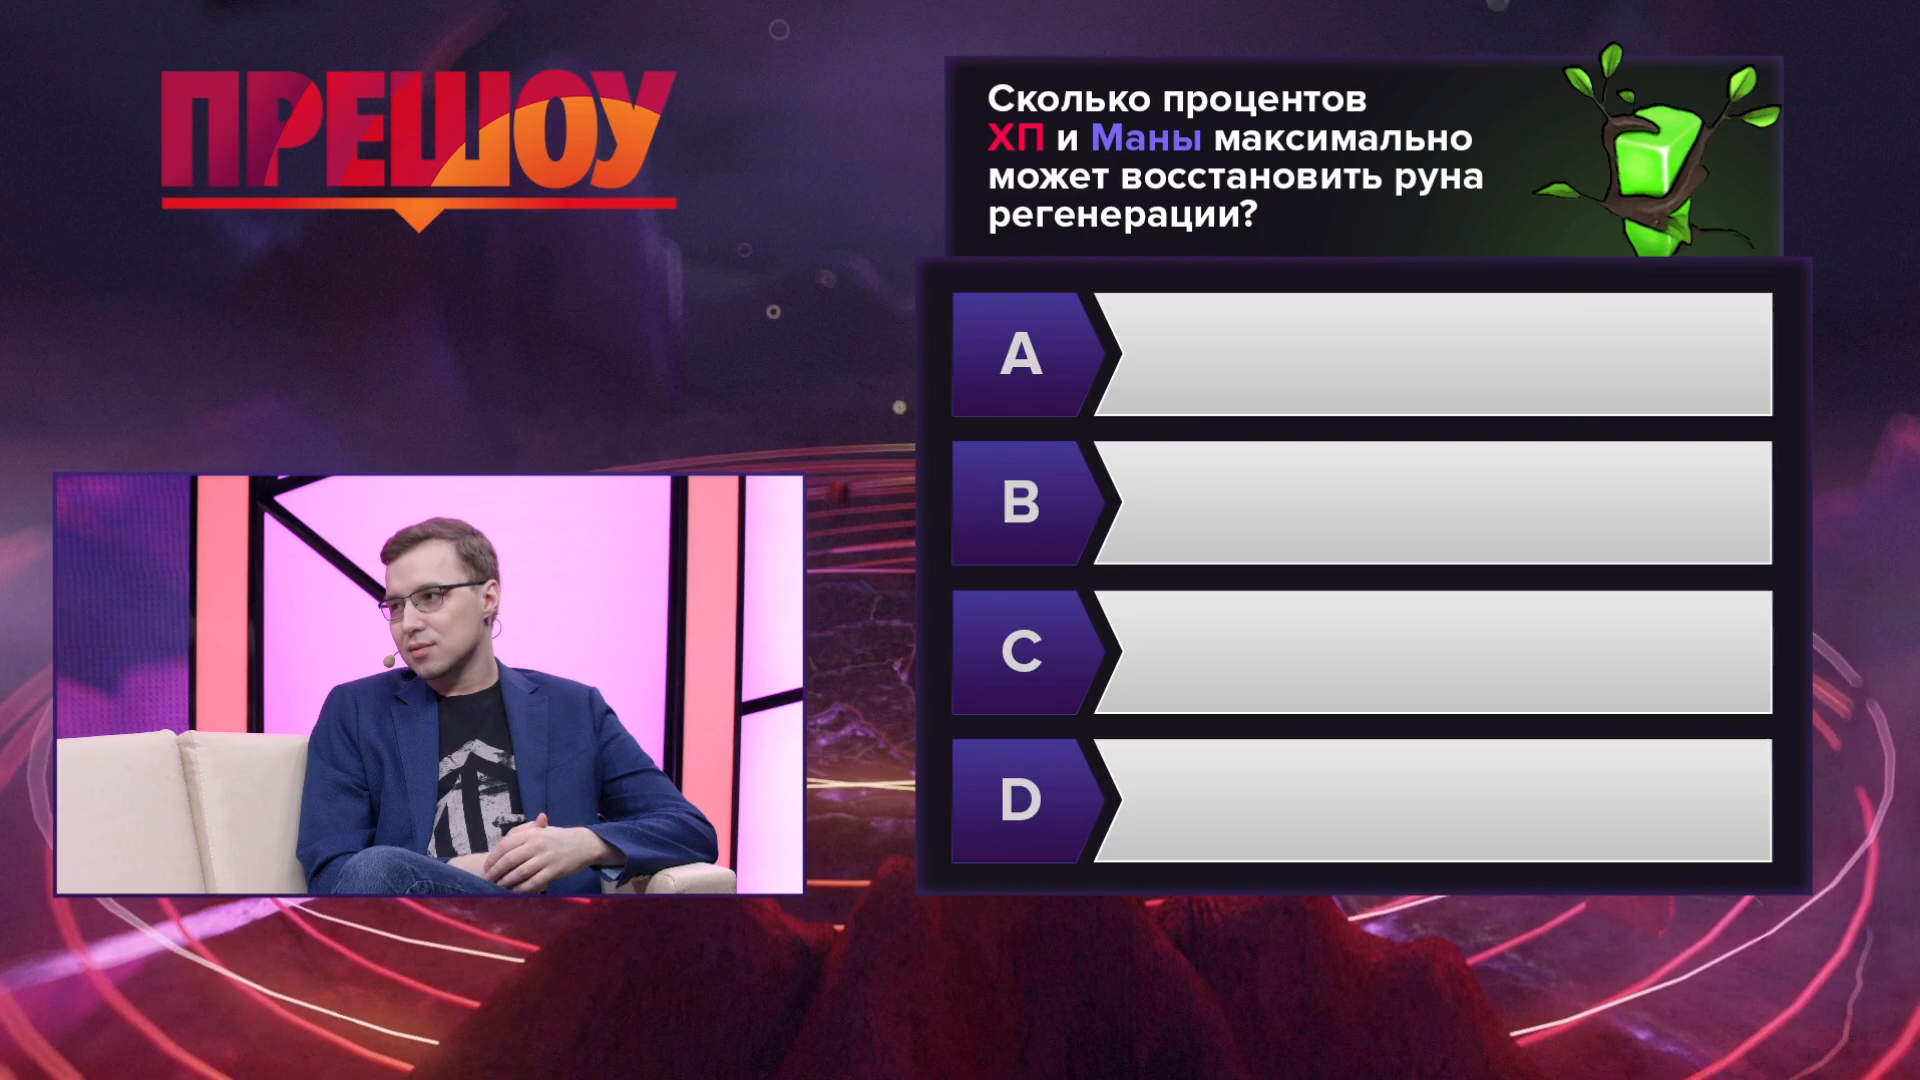 ПРЕШОУ
Сколько процентов
ХП и Маны максимально
может восстановить руна
регенерации?
A
B
C
D